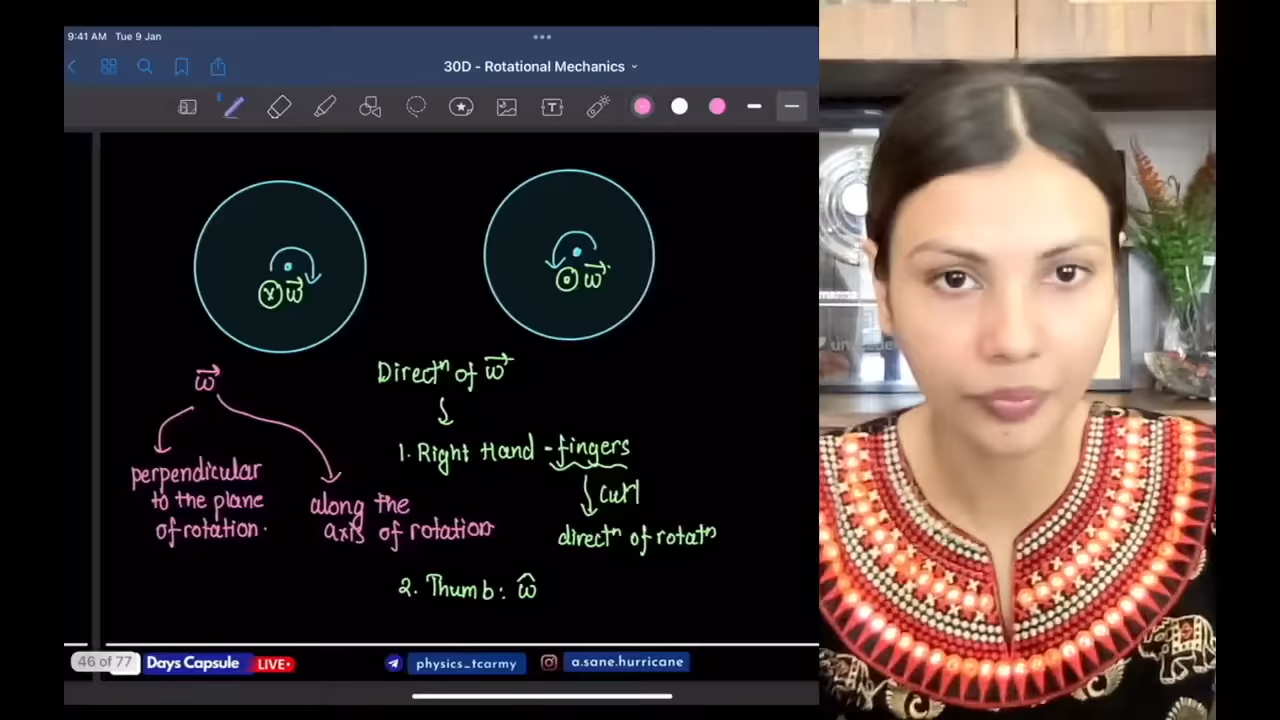 9:41 AM Tue 9 Jan
30D - Rotational Mechanics
T
ω
ω
Directⁿ of ω
ω
1. Right Hand - fingers
perpendicular
to the plane
of rotation.
along the
axis of rotation
curl
directⁿ of rotatⁿ
2. Thumb: ω̂
46 of 77
Days Capsule LIVE
physics_tcarmy
a.sane.hurricane